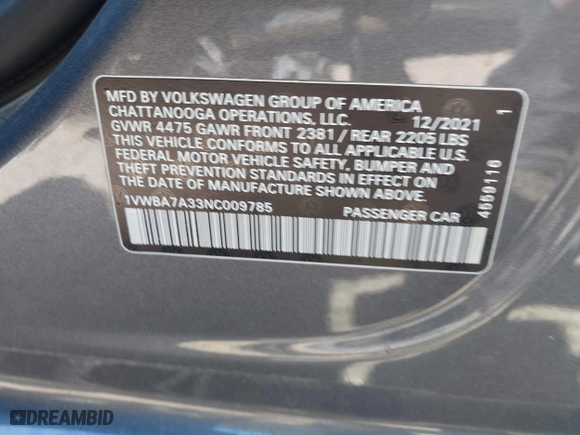 MFD BY VOLKSWAGEN GROUP OF AMERICA
CHATTANOOGA OPERATIONS, LLC. 12/2021
GVWR 4475 GAWR FRONT 2381 / REAR 2205 LBS
THIS VEHICLE CONFORMS TO ALL APPLICABLE U.S.
FEDERAL MOTOR VEHICLE SAFETY, BUMPER AND
THEFT PREVENTION STANDARDS IN EFFECT ON
THE DATE OF MANUFACTURE SHOWN ABOVE.
1VWBA7A33NC009785 PASSENGER CAR
4669116 1
DREAMBID